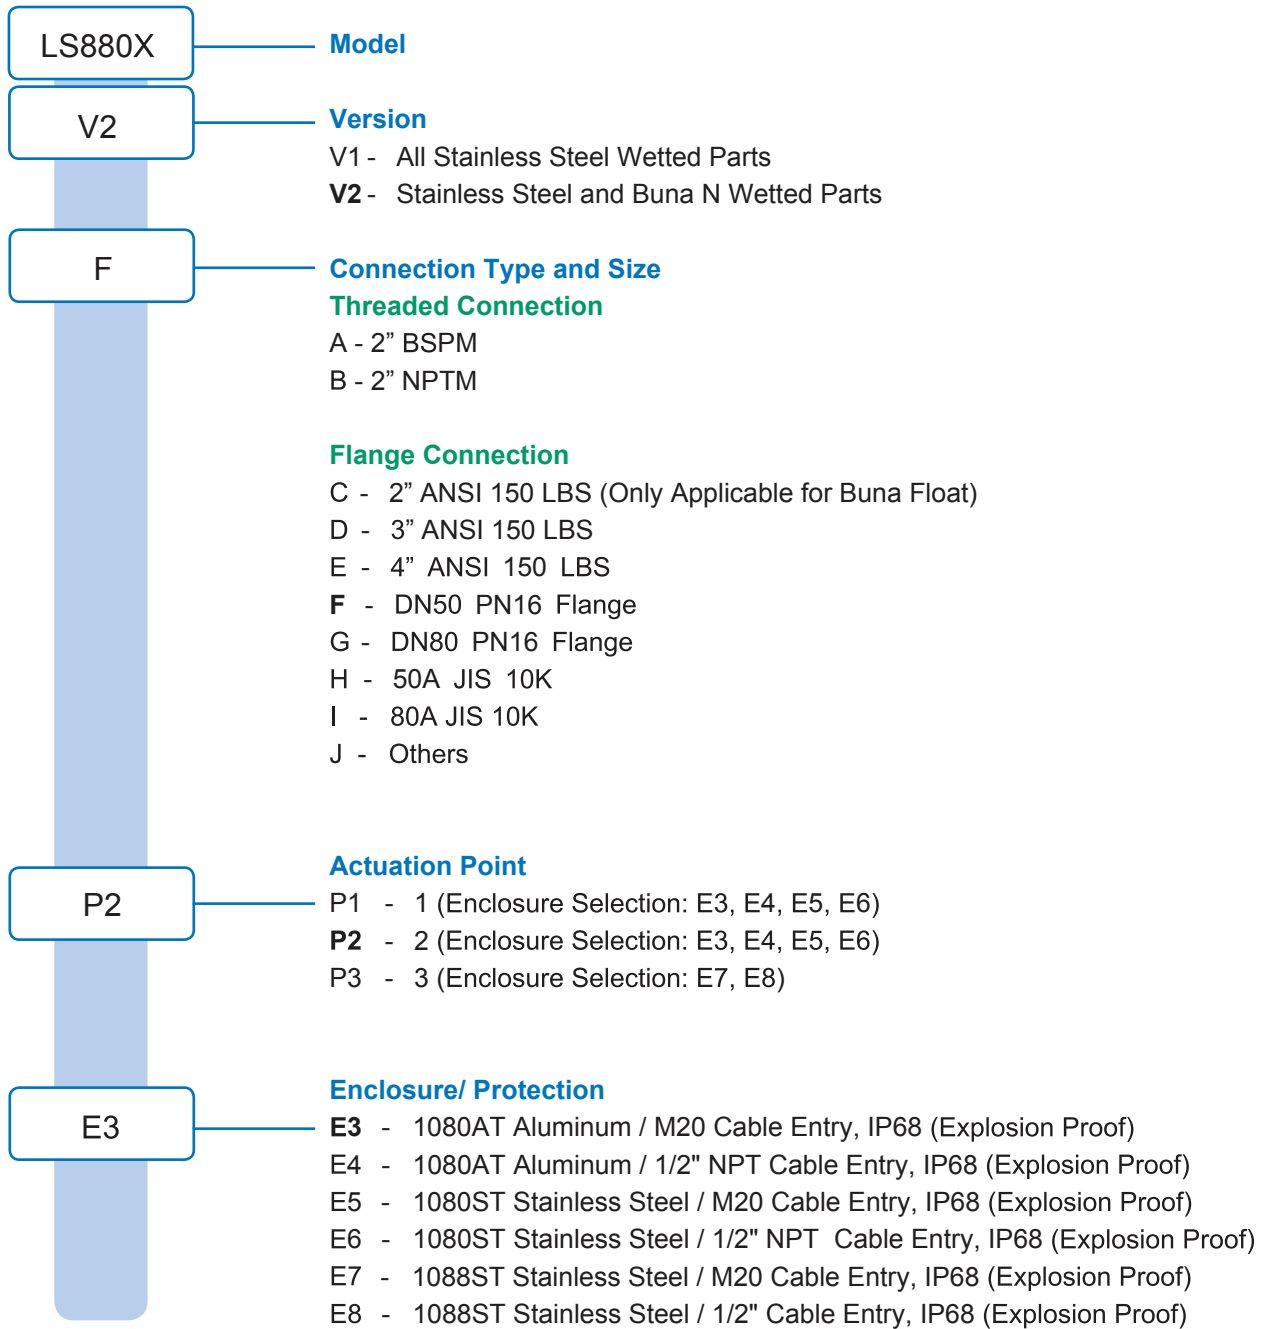 LS880X
Model
V2
Version
V1 - All Stainless Steel Wetted Parts
V2 - Stainless Steel and Buna N Wetted Parts
F
Connection Type and Size
Threaded Connection
A - 2” BSPM
B - 2” NPTM
Flange Connection
C - 2” ANSI 150 LBS (Only Applicable for Buna Float)
D - 3” ANSI 150 LBS
E - 4” ANSI 150 LBS
F - DN50 PN16 Flange
G - DN80 PN16 Flange
H - 50A JIS 10K
I - 80A JIS 10K
J - Others
P2
Actuation Point
P1 - 1 (Enclosure Selection: E3, E4, E5, E6)
P2 - 2 (Enclosure Selection: E3, E4, E5, E6)
P3 - 3 (Enclosure Selection: E7, E8)
E3
Enclosure/ Protection
E3 - 1080AT Aluminum / M20 Cable Entry, IP68 (Explosion Proof)
E4 - 1080AT Aluminum / 1/2" NPT Cable Entry, IP68 (Explosion Proof)
E5 - 1080ST Stainless Steel / M20 Cable Entry, IP68 (Explosion Proof)
E6 - 1080ST Stainless Steel / 1/2" NPT Cable Entry, IP68 (Explosion Proof)
E7 - 1088ST Stainless Steel / M20 Cable Entry, IP68 (Explosion Proof)
E8 - 1088ST Stainless Steel / 1/2" Cable Entry, IP68 (Explosion Proof)